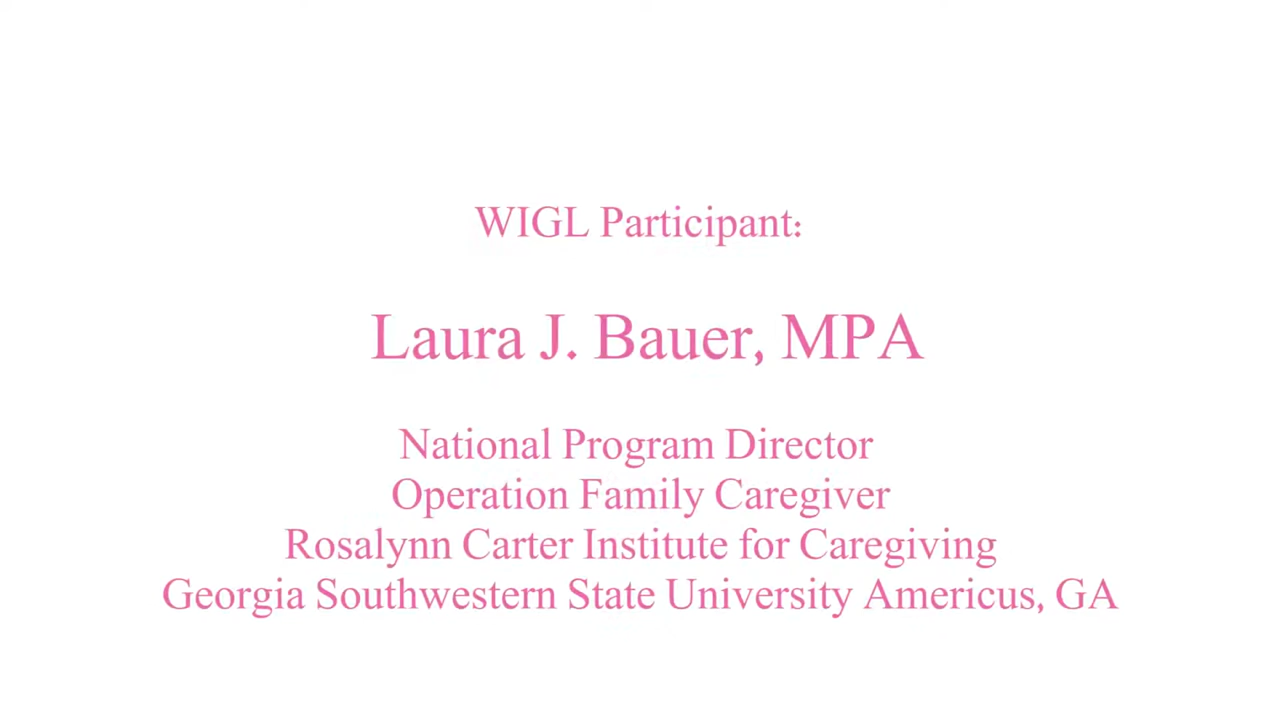 WIGL Participant:
Laura J. Bauer, MPA
National Program Director
Operation Family Caregiver
Rosalynn Carter Institute for Caregiving
Georgia Southwestern State University Americus, GA